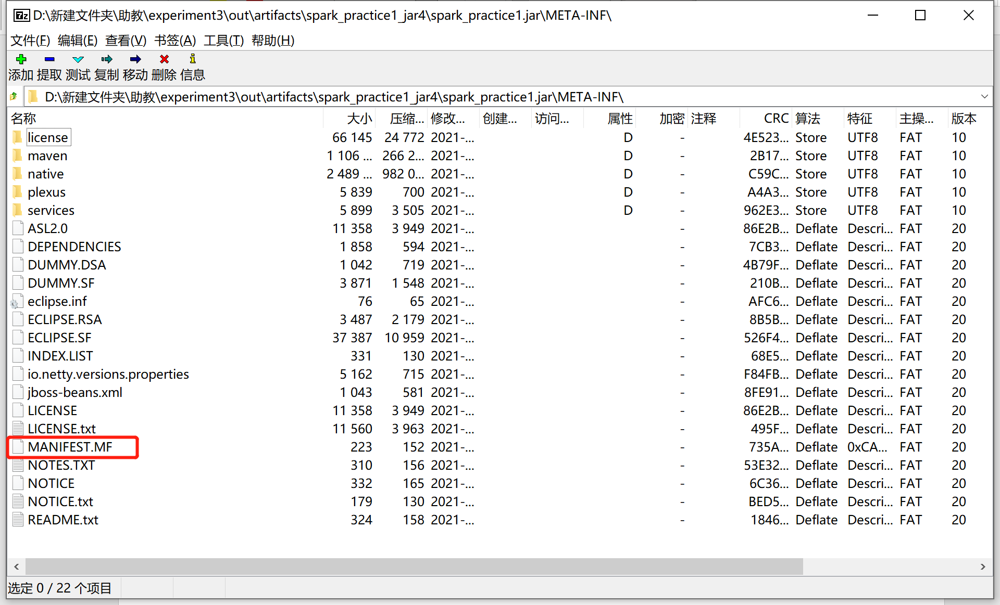 D:\新建文件夹\助教\experiment3\out\artifacts\spark_practice1_jar4\spark_practice1.jar\META-INF\
文件(F) 编辑(E) 查看(V) 书签(A) 工具(T) 帮助(H)
添加 提取 测试 复制 移动 删除 信息
D:\新建文件夹\助教\experiment3\out\artifacts\spark_practice1_jar4\spark_practice1.jar\META-INF\
名称 大小 压缩... 修改... 创建... 访问... 属性 加密 注释 CRC 算法 特征 主操... 版本
license 66 145 24 772 2021-... D - 4E523... Store UTF8 FAT 10
maven 1 106 ... 266 2... 2021-... D - 2B17... Store UTF8 FAT 10
native 2 489 ... 982 0... 2021-... D - C59C... Store UTF8 FAT 10
plexus 5 839 700 2021-... D - A4A3... Store UTF8 FAT 10
services 5 899 3 505 2021-... D - 962E3... Store UTF8 FAT 10
ASL2.0 11 358 3 949 2021-... - 86E2B... Deflate Descri... FAT 20
DEPENDENCIES 1 858 594 2021-... - 7CB3... Deflate Descri... FAT 20
DUMMY.DSA 1 042 719 2021-... - 4B79F... Deflate Descri... FAT 20
DUMMY.SF 3 871 1 548 2021-... - 210B... Deflate Descri... FAT 20
eclipse.inf 76 65 2021-... - AFC6... Deflate Descri... FAT 20
ECLIPSE.RSA 3 487 2 179 2021-... - 8B5B... Deflate Descri... FAT 20
ECLIPSE.SF 37 387 10 959 2021-... - 526F4... Deflate Descri... FAT 20
INDEX.LIST 331 130 2021-... - 68E5... Deflate Descri... FAT 20
io.netty.versions.properties 5 162 715 2021-... - F84FB... Deflate Descri... FAT 20
jboss-beans.xml 1 043 581 2021-... - 8FE91... Deflate Descri... FAT 20
LICENSE 11 358 3 949 2021-... - 86E2B... Deflate Descri... FAT 20
LICENSE.txt 11 560 3 963 2021-... - 495F... Deflate Descri... FAT 20
MANIFEST.MF 223 152 2021-... - 735A... Deflate 0xCA... FAT 20
NOTES.TXT 310 156 2021-... - 53E32... Deflate Descri... FAT 20
NOTICE 332 165 2021-... - 6C36... Deflate Descri... FAT 20
NOTICE.txt 179 130 2021-... - BED5... Deflate Descri... FAT 20
README.txt 324 158 2021-... - 1846... Deflate Descri... FAT 20
选定 0 / 22 个项目